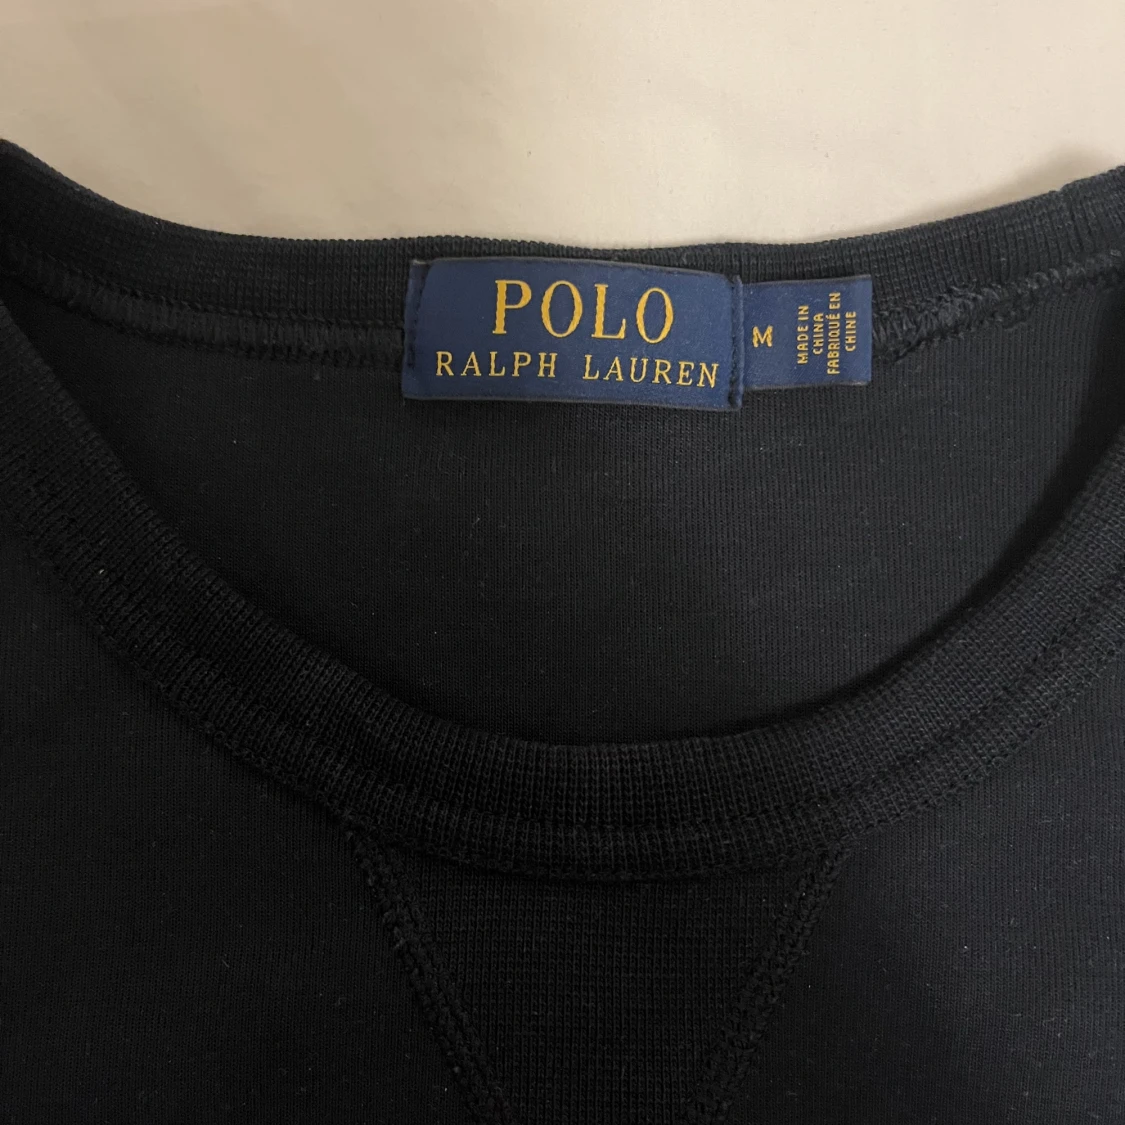 POLO
RALPH LAUREN
M
MADE IN
CHINA
FABRIQUÉ EN
CHINE